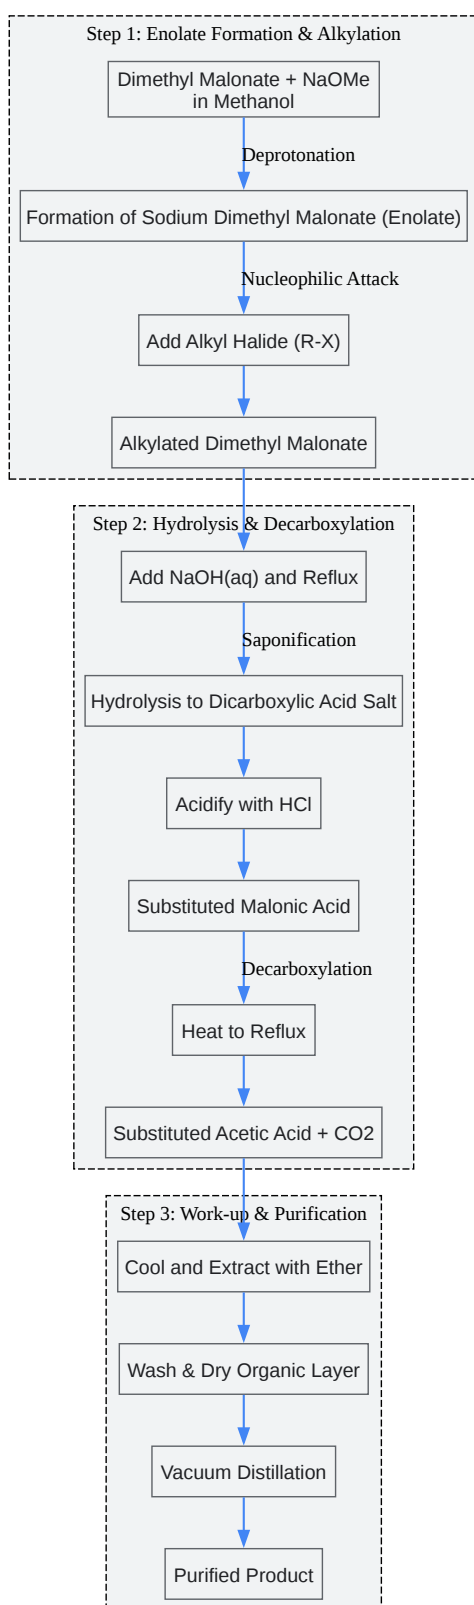 Step 1: Enolate Formation & Alkylation
Dimethyl Malonate + NaOMe
in Methanol
Deprotonation
Formation of Sodium Dimethyl Malonate (Enolate)
Nucleophilic Attack
Add Alkyl Halide (R-X)
Alkylated Dimethyl Malonate
Step 2: Hydrolysis & Decarboxylation
Add NaOH(aq) and Reflux
Saponification
Hydrolysis to Dicarboxylic Acid Salt
Acidify with HCl
Substituted Malonic Acid
Decarboxylation
Heat to Reflux
Substituted Acetic Acid + CO2
Step 3: Work-up & Purification
Cool and Extract with Ether
Wash & Dry Organic Layer
Vacuum Distillation
Purified Product